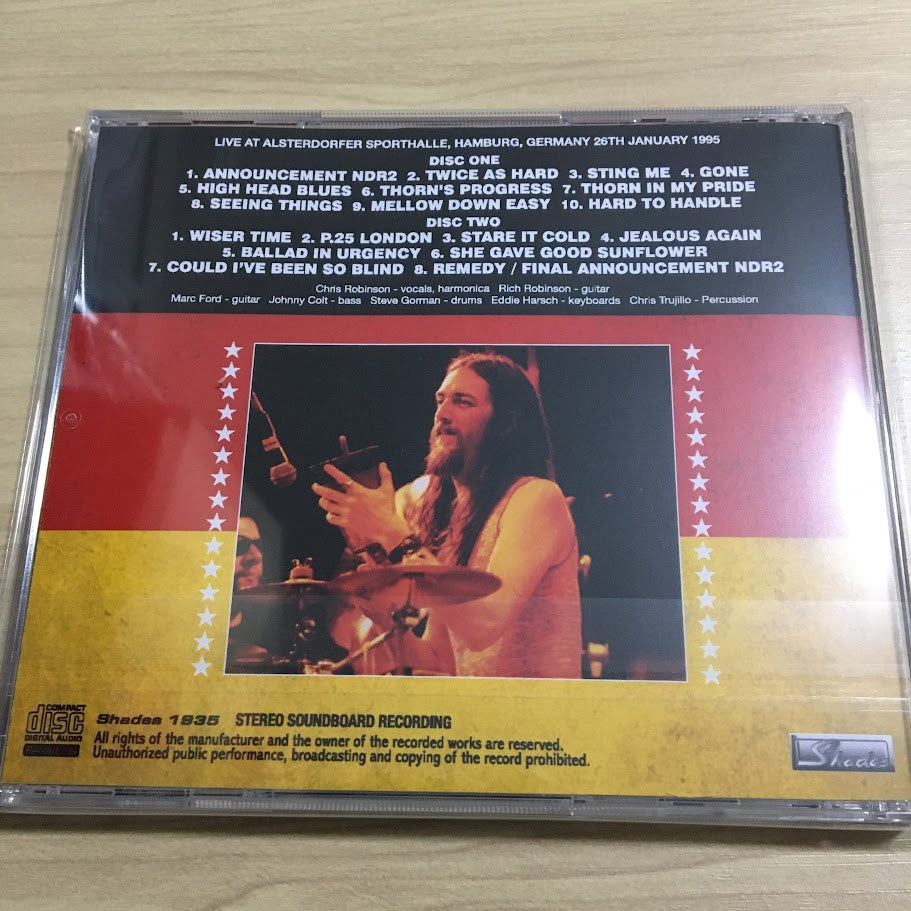 LIVE AT ALSTERDORFER SPORTHALLE, HAMBURG, GERMANY 26TH JANUARY 1995
DISC ONE
1. ANNOUNCEMENT NDR2 2. TWICE AS HARD 3. STING ME 4. GONE
5. HIGH HEAD BLUES 6. THORN'S PROGRESS 7. THORN IN MY PRIDE
8. SEEING THINGS 9. MELLOW DOWN EASY 10. HARD TO HANDLE
DISC TWO
1. WISER TIME 2. P.25 LONDON 3. STARE IT COLD 4. JEALOUS AGAIN
5. BALLAD IN URGENCY 6. SHE GAVE GOOD SUNFLOWER
7. COULD I'VE BEEN SO BLIND 8. REMEDY / FINAL ANNOUNCEMENT NDR2
Chris Robinson - vocals, harmonica Rich Robinson - guitar
Marc Ford - guitar Johnny Colt - bass Steve Gorman - drums Eddie Harsch - keyboards Chris Trujillo - Percussion
COMPACT
disc
DIGITAL AUDIO
Shades 1935 STEREO SOUNDBOARD RECORDING
All rights of the manufacturer and the owner of the recorded works are reserved.
Unauthorized public performance, broadcasting and copying of the record prohibited.
Shades